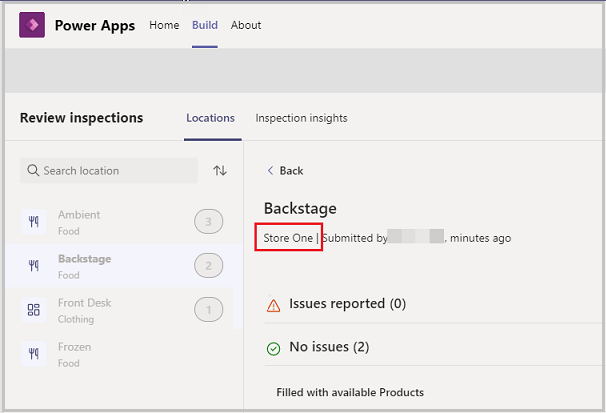 Power Apps Home Build About
Review inspections Locations Inspection insights
Search location
Back
Ambient
Food
3
Backstage
Food
2
Front Desk
Clothing
1
Frozen
Food
Backstage
Store One | Submitted by , minutes ago
Issues reported (0)
No issues (2)
Filled with available Products